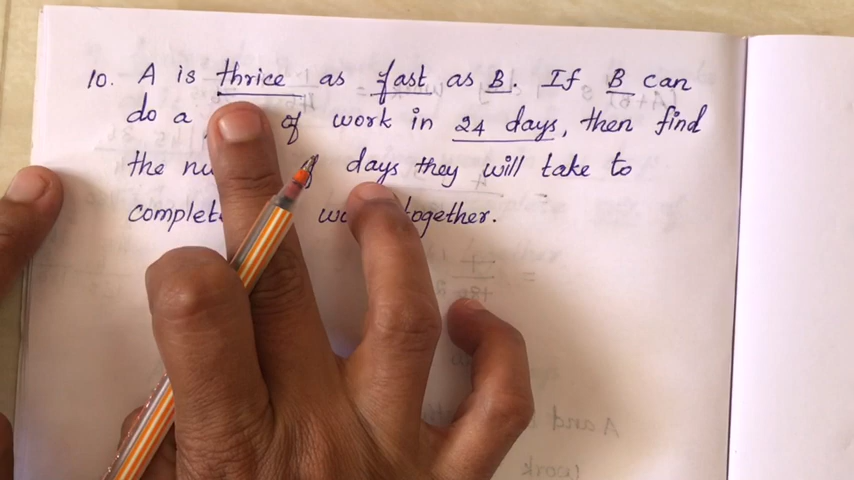 10. A is thrice as fast as B. If B can
do a of work in 24 days, then find
the days they will take to
together.